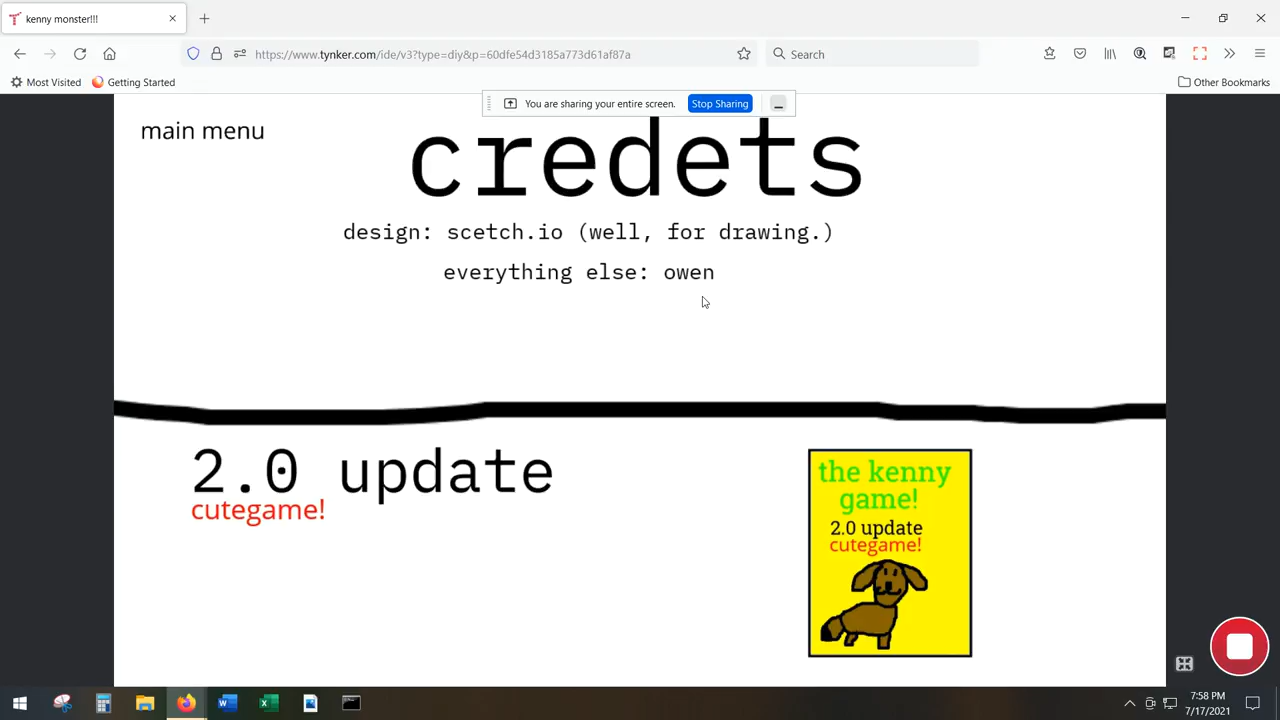 kenny monster!!!
https://www.tynker.com/ide/v3?type=diy&p=60dfe54d3185a773d61af87a
Search
Most Visited
Getting Started
Other Bookmarks
You are sharing your entire screen.
Stop Sharing
main menu
credets
design: scetch.io (well, for drawing.)
everything else: owen
2.0 update
cutegame!
the kenny
game!
2.0 update
cutegame!
7:58 PM
7/17/2021